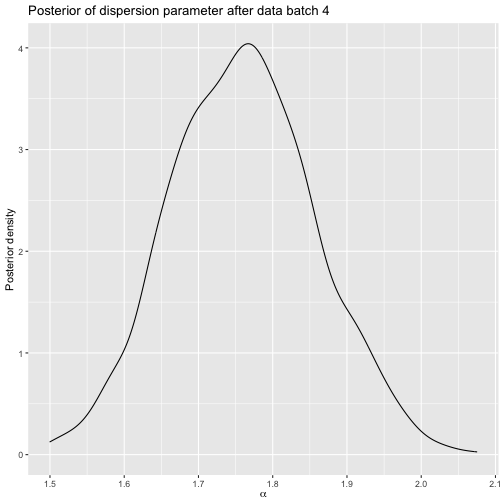 Posterior of dispersion parameter after data batch 4
Posterior density
4
3
2
1
0
1.5 1.6 1.7 1.8 1.9 2.0 2.1
α